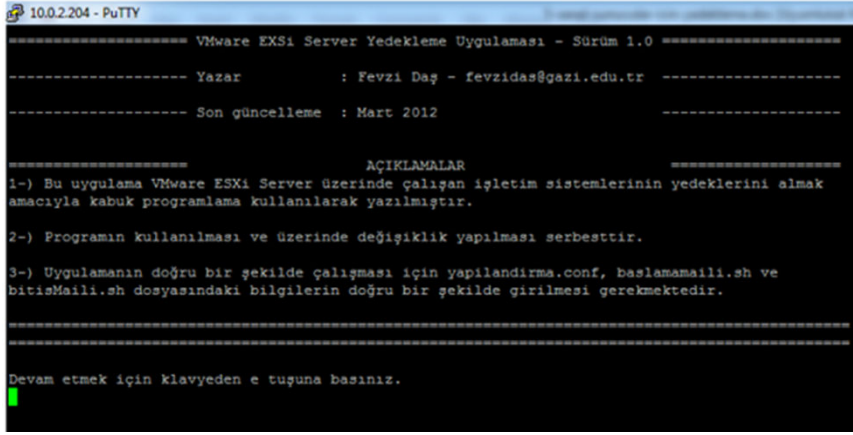 10.0.2.204 - PuTTY
==================== VMware EXSi Server Yedekleme Uygulaması - Sürüm 1.0 ====================
-------------------- Yazar : Fevzi Daş - fevzidas@gazi.edu.tr --------------------
-------------------- Son güncelleme : Mart 2012 --------------------
==================== AÇIKLAMALAR ===================
1-) Bu uygulama VMware ESXi Server üzerinde çalışan işletim sistemlerinin yedeklerini almak
amacıyla kabuk programlama kullanılarak yazılmıştır.
2-) Programın kullanılması ve üzerinde değişiklik yapılması serbesttir.
3-) Uygulamanın doğru bir şekilde çalışması için yapilandirma.conf, baslamamaili.sh ve
bitisMaili.sh dosyasındaki bilgilerin doğru bir şekilde girilmesi gerekmektedir.
Devam etmek için klavyeden e tuşuna basınız.